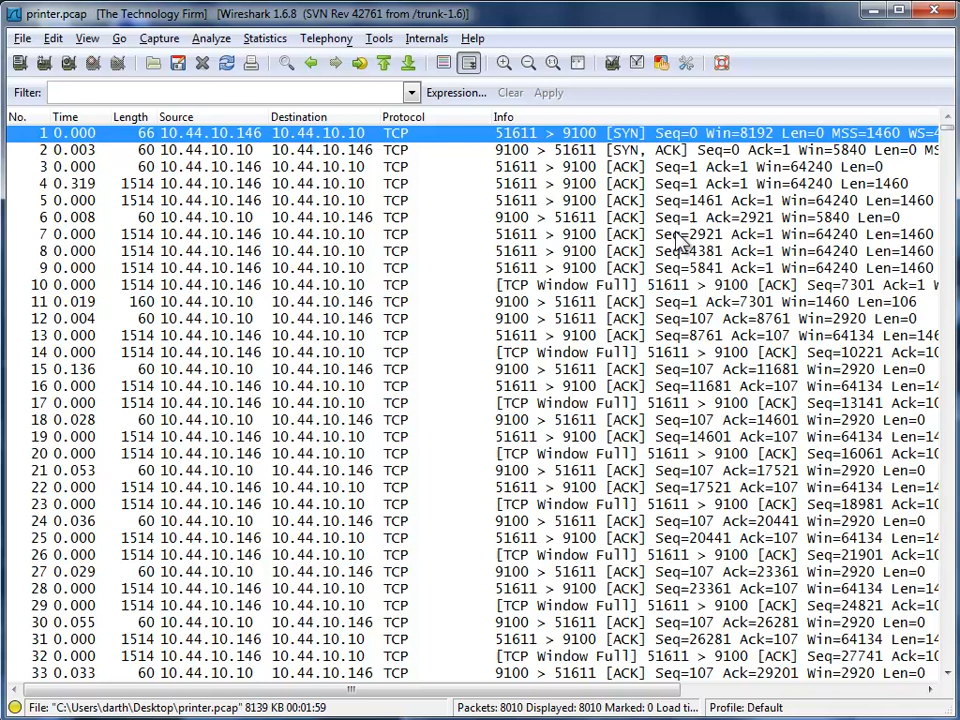 printer.pcap [The Technology Firm] [Wireshark 1.6.8 (SVN Rev 42761 from /trunk-1.6)]
File Edit View Go Capture Analyze Statistics Telephony Tools Internals Help
Filter: Expression... Clear Apply
No. Time Length Source Destination Protocol Info
1 0.000 66 10.44.10.146 10.44.10.10 TCP 51611 > 9100 [SYN] Seq=0 Win=8192 Len=0 MSS=1460 WS=4
2 0.003 60 10.44.10.10 10.44.10.146 TCP 9100 > 51611 [SYN, ACK] Seq=0 Ack=1 Win=5840 Len=0 MS
3 0.000 60 10.44.10.146 10.44.10.10 TCP 51611 > 9100 [ACK] Seq=1 Ack=1 Win=64240 Len=0
4 0.319 1514 10.44.10.146 10.44.10.10 TCP 51611 > 9100 [ACK] Seq=1 Ack=1 Win=64240 Len=1460
5 0.000 1514 10.44.10.146 10.44.10.10 TCP 51611 > 9100 [ACK] Seq=1461 Ack=1 Win=64240 Len=1460
6 0.008 60 10.44.10.10 10.44.10.146 TCP 9100 > 51611 [ACK] Seq=1 Ack=2921 Win=5840 Len=0
7 0.000 1514 10.44.10.146 10.44.10.10 TCP 51611 > 9100 [ACK] Seq=2921 Ack=1 Win=64240 Len=1460
8 0.000 1514 10.44.10.146 10.44.10.10 TCP 51611 > 9100 [ACK] Seq=4381 Ack=1 Win=64240 Len=1460
9 0.000 1514 10.44.10.146 10.44.10.10 TCP 51611 > 9100 [ACK] Seq=5841 Ack=1 Win=64240 Len=1460
10 0.000 1514 10.44.10.146 10.44.10.10 TCP [TCP Window Full] 51611 > 9100 [ACK] Seq=7301 Ack=1 W
11 0.019 160 10.44.10.10 10.44.10.146 TCP 9100 > 51611 [ACK] Seq=1 Ack=7301 Win=1460 Len=106
12 0.004 60 10.44.10.10 10.44.10.146 TCP 9100 > 51611 [ACK] Seq=107 Ack=8761 Win=2920 Len=0
13 0.000 1514 10.44.10.146 10.44.10.10 TCP 51611 > 9100 [ACK] Seq=8761 Ack=107 Win=64134 Len=146
14 0.000 1514 10.44.10.146 10.44.10.10 TCP [TCP Window Full] 51611 > 9100 [ACK] Seq=10221 Ack=10
15 0.136 60 10.44.10.10 10.44.10.146 TCP 9100 > 51611 [ACK] Seq=107 Ack=11681 Win=2920 Len=0
16 0.000 1514 10.44.10.146 10.44.10.10 TCP 51611 > 9100 [ACK] Seq=11681 Ack=107 Win=64134 Len=14
17 0.000 1514 10.44.10.146 10.44.10.10 TCP [TCP Window Full] 51611 > 9100 [ACK] Seq=13141 Ack=10
18 0.028 60 10.44.10.10 10.44.10.146 TCP 9100 > 51611 [ACK] Seq=107 Ack=14601 Win=2920 Len=0
19 0.000 1514 10.44.10.146 10.44.10.10 TCP 51611 > 9100 [ACK] Seq=14601 Ack=107 Win=64134 Len=14
20 0.000 1514 10.44.10.146 10.44.10.10 TCP [TCP Window Full] 51611 > 9100 [ACK] Seq=16061 Ack=10
21 0.053 60 10.44.10.10 10.44.10.146 TCP 9100 > 51611 [ACK] Seq=107 Ack=17521 Win=2920 Len=0
22 0.000 1514 10.44.10.146 10.44.10.10 TCP 51611 > 9100 [ACK] Seq=17521 Ack=107 Win=64134 Len=14
23 0.000 1514 10.44.10.146 10.44.10.10 TCP [TCP Window Full] 51611 > 9100 [ACK] Seq=18981 Ack=10
24 0.036 60 10.44.10.10 10.44.10.146 TCP 9100 > 51611 [ACK] Seq=107 Ack=20441 Win=2920 Len=0
25 0.000 1514 10.44.10.146 10.44.10.10 TCP 51611 > 9100 [ACK] Seq=20441 Ack=107 Win=64134 Len=14
26 0.000 1514 10.44.10.146 10.44.10.10 TCP [TCP Window Full] 51611 > 9100 [ACK] Seq=21901 Ack=10
27 0.029 60 10.44.10.10 10.44.10.146 TCP 9100 > 51611 [ACK] Seq=107 Ack=23361 Win=2920 Len=0
28 0.000 1514 10.44.10.146 10.44.10.10 TCP 51611 > 9100 [ACK] Seq=23361 Ack=107 Win=64134 Len=14
29 0.000 1514 10.44.10.146 10.44.10.10 TCP [TCP Window Full] 51611 > 9100 [ACK] Seq=24821 Ack=10
30 0.055 60 10.44.10.10 10.44.10.146 TCP 9100 > 51611 [ACK] Seq=107 Ack=26281 Win=2920 Len=0
31 0.000 1514 10.44.10.146 10.44.10.10 TCP 51611 > 9100 [ACK] Seq=26281 Ack=107 Win=64134 Len=14
32 0.000 1514 10.44.10.146 10.44.10.10 TCP [TCP Window Full] 51611 > 9100 [ACK] Seq=27741 Ack=10
33 0.033 60 10.44.10.10 10.44.10.146 TCP 9100 > 51611 [ACK] Seq=107 Ack=29201 Win=2920 Len=0
File: "C:\Users\darth\Desktop\printer.pcap" 8139 KB 00:01:59 Packets: 8010 Displayed: 8010 Marked: 0 Load ti... Profile: Default